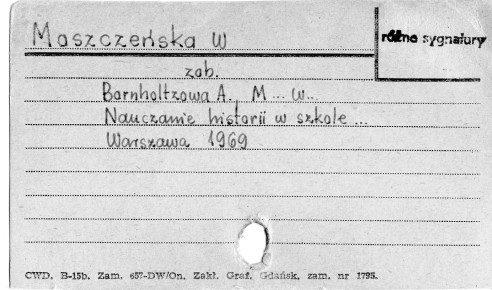 Moszczeńska W
różne sygnatury
zob.
Bornholtzowa A. M... W...
Nauczanie historii w szkole ...
Warszawa 1969
CWD. B-15b. Zam. 657-DW/On. Zakł. Graf. Gdańsk, zam. nr 1795.